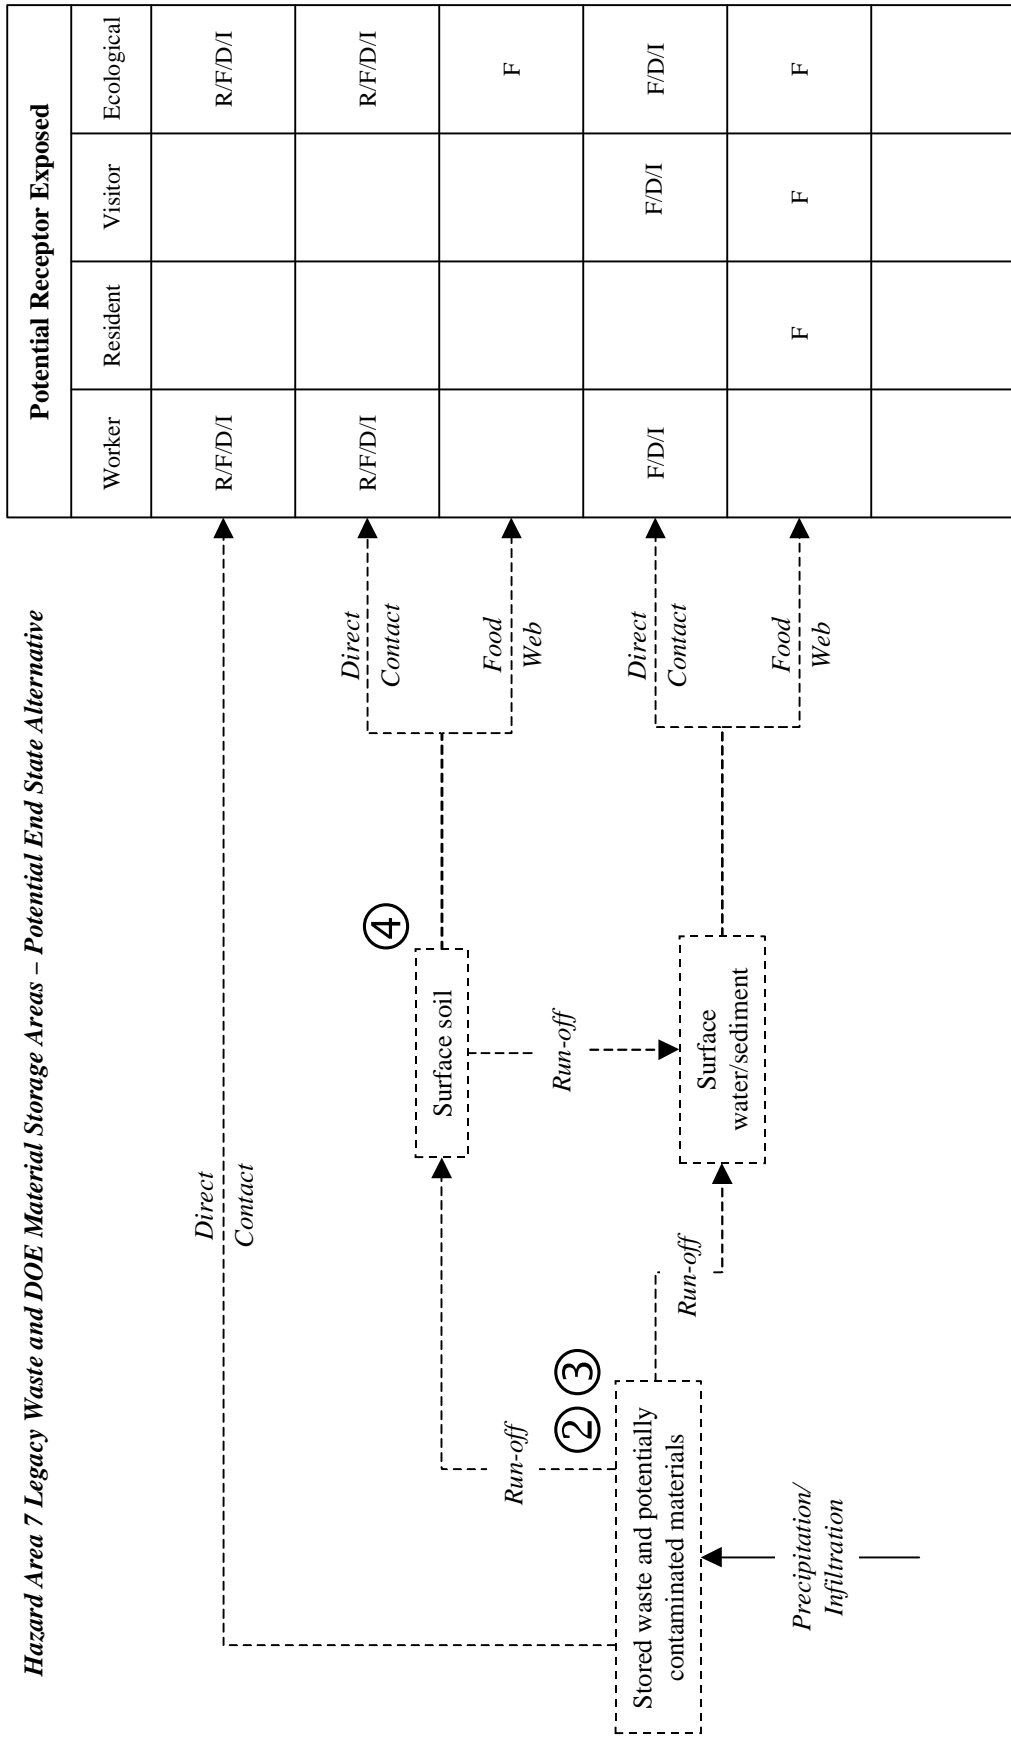 Hazard Area 7 Legacy Waste and DOE Material Storage Areas – Potential End State Alternative
Potential Receptor Exposed
Worker Resident Visitor Ecological
Direct
Contact
R/F/D/I R/F/D/I
Direct
Contact
R/F/D/I R/F/D/I
Food
Web
F
Direct
Contact
F/D/I F/D/I F/D/I
Food
Web
F F F
④
Surface soil
Run-off
Run-off
② ③
Stored waste and potentially
contaminated materials
Run-off
Surface
water/sediment
Precipitation/
Infiltration